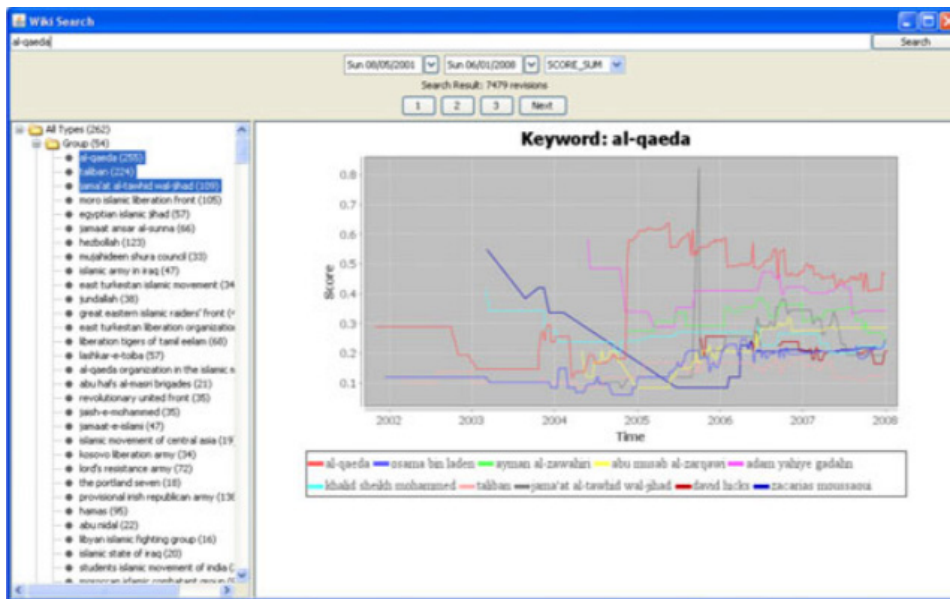 Wiki Search
al-qaeda
Search
Sun 08/05/2001 Sun 06/01/2008 SCORE_SUM
Search Result: 7479 revisions
1 2 3 Next
All Types (262)
Group (54)
al-qaeda (255)
taliban (224)
jama'at al-tawhid wal-jihad (109)
moro islamic liberation front (105)
egyptian islamic jihad (57)
jamaat ansar al-sunna (66)
hezbollah (123)
mujahideen shura council (33)
islamic army in iraq (47)
east turkestan islamic movement (34
jundallah (38)
great eastern islamic raiders' front (
east turkestan liberation organizatio
liberation tigers of tamil eelam (68)
lashkar-e-toiba (57)
al-qaeda organization in the islamic
abu hafs al-masri brigades (21)
revolutionary united front (35)
jaish-e-mohammed (35)
jamaat-e-islami (47)
islamic movement of central asia (19
kosovo liberation army (34)
lord's resistance army (72)
the portland seven (18)
provisional irish republican army (136
hamas (95)
abu nidal (22)
libyan islamic fighting group (16)
islamic state of iraq (20)
students islamic movement of india (
moroccan islamic combatant group (
Keyword: al-qaeda
Score
0.8
0.7
0.6
0.5
0.4
0.3
0.2
0.1
2002 2003 2004 2005 2006 2007 2008
Time
al-qaeda osama bin laden ayman al-zawahiri abu musab al-zarqawi adam yahiye gadahn
khalid sheikh mohammed taliban jama'at al-tawhid wal-jihad david hicks zacarias moussaoui